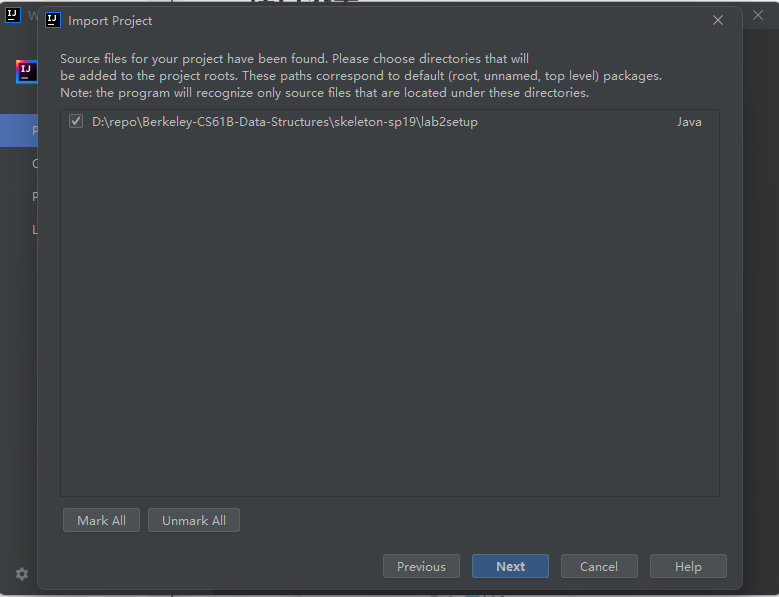 Import Project
Source files for your project have been found. Please choose directories that will
be added to the project roots. These paths correspond to default (root, unnamed, top level) packages.
Note: the program will recognize only source files that are located under these directories.
D:\repo\Berkeley-CS61B-Data-Structures\skeleton-sp19\lab2setup Java
Mark All Unmark All
Previous Next Cancel Help